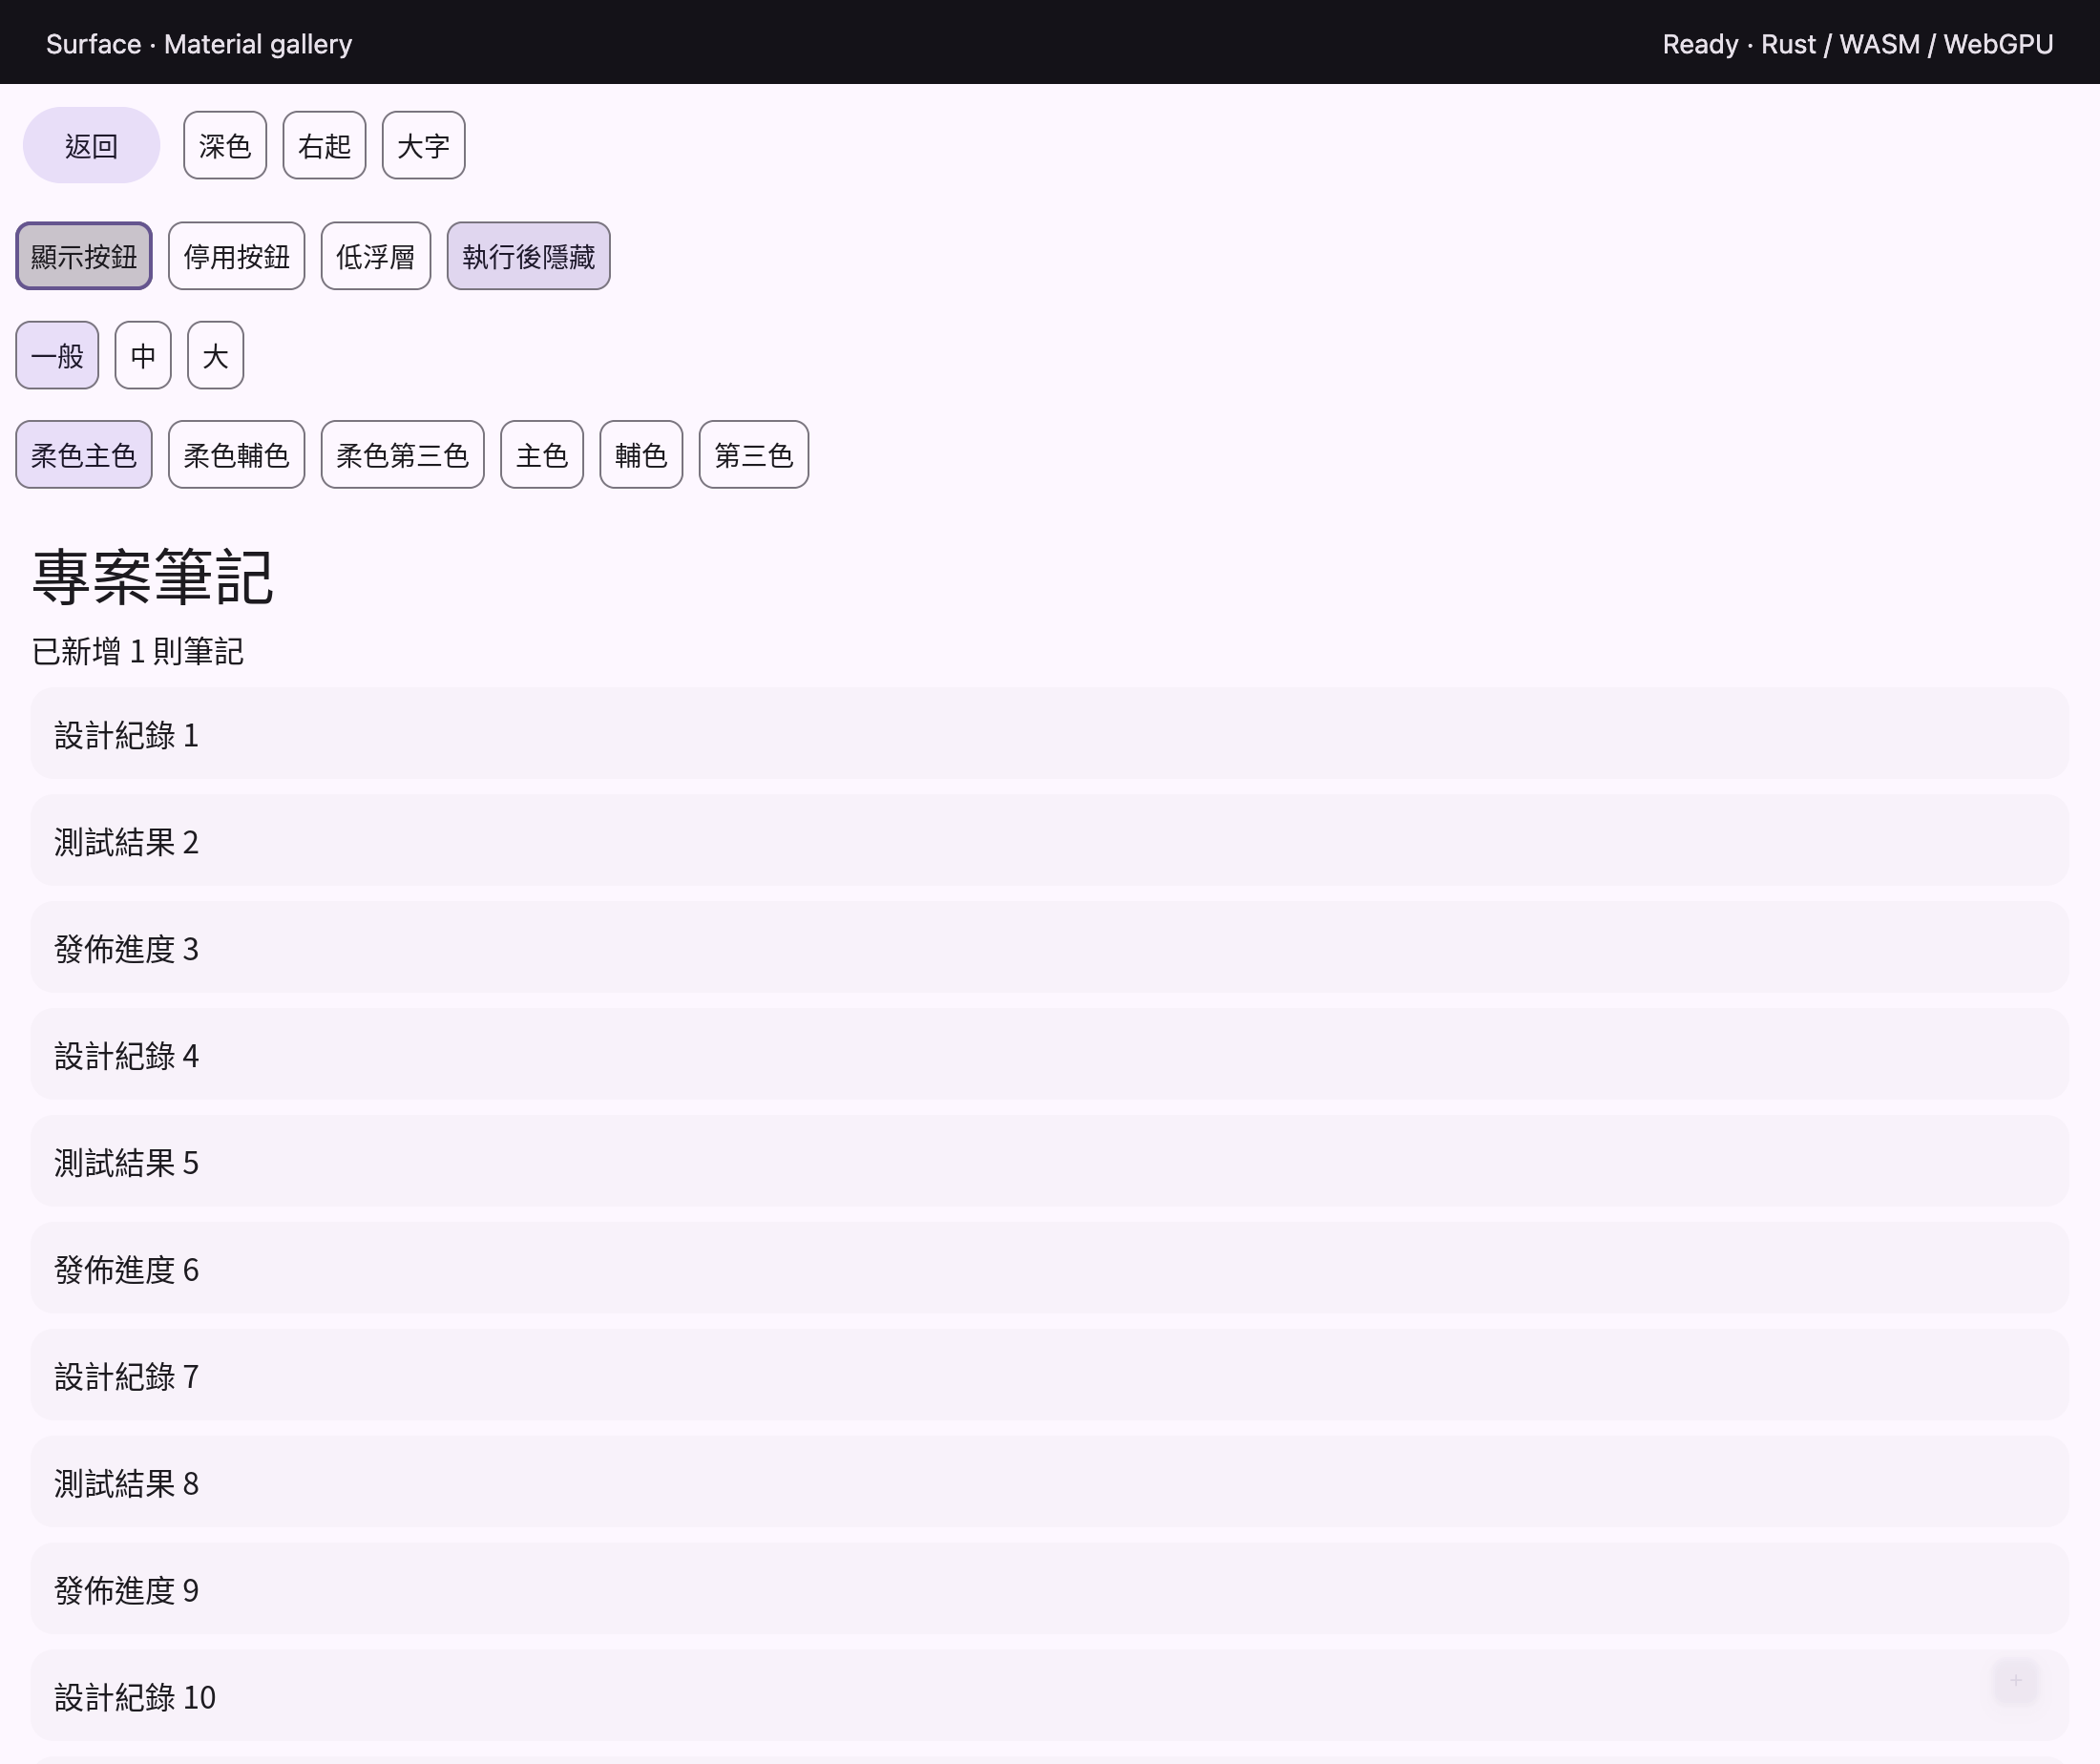 Surface · Material gallery
Ready · Rust / WASM / WebGPU
返回 深色 右起 大字
顯示按鈕 停用按鈕 低浮層 執行後隱藏
一般 中 大
柔色主色 柔色輔色 柔色第三色 主色 輔色 第三色
專案筆記
已新增 1 則筆記
設計紀錄 1
測試結果 2
發佈進度 3
設計紀錄 4
測試結果 5
發佈進度 6
設計紀錄 7
測試結果 8
發佈進度 9
設計紀錄 10
+